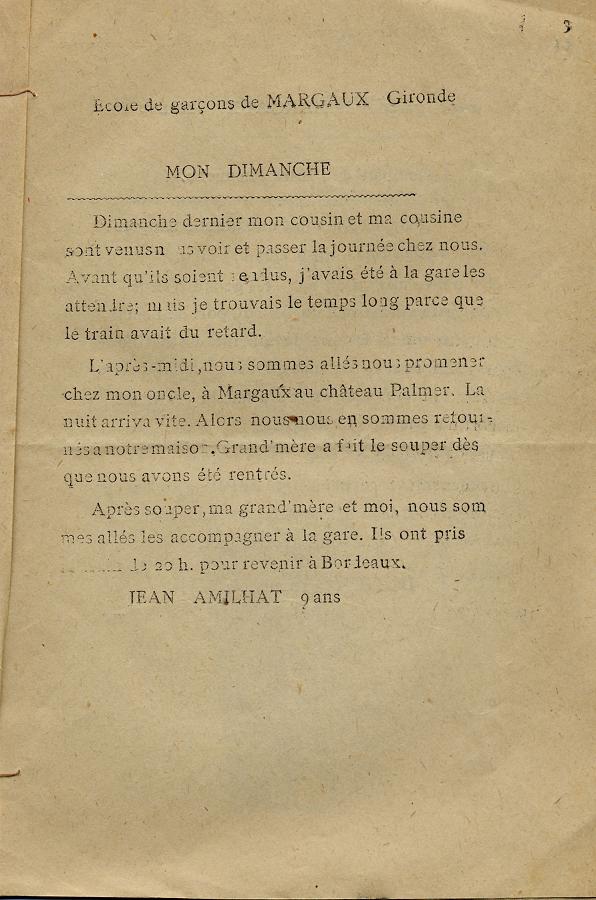 3
École de garçons de MARGAUX Gironde
MON DIMANCHE
Dimanche dernier mon cousin et ma cousine
sont venus nous voir et passer la journée chez nous.
Avant qu'ils soient rendus, j'avais été à la gare les
attendre; mais je trouvais le temps long parce que
le train avait du retard.
L'après-midi, nous sommes allés nous promener
chez mon oncle, à Margaux au château Palmer. La
nuit arriva vite. Alors nous nous en sommes retour-
nés a notre maison. Grand'mère a fait le souper dès
que nous avons été rentrés.
Après souper, ma grand'mère et moi, nous som
mes allés les accompagner à la gare. Ils ont pris
de 20 h. pour revenir à Bordeaux.
JEAN AMILHAT 9 ans